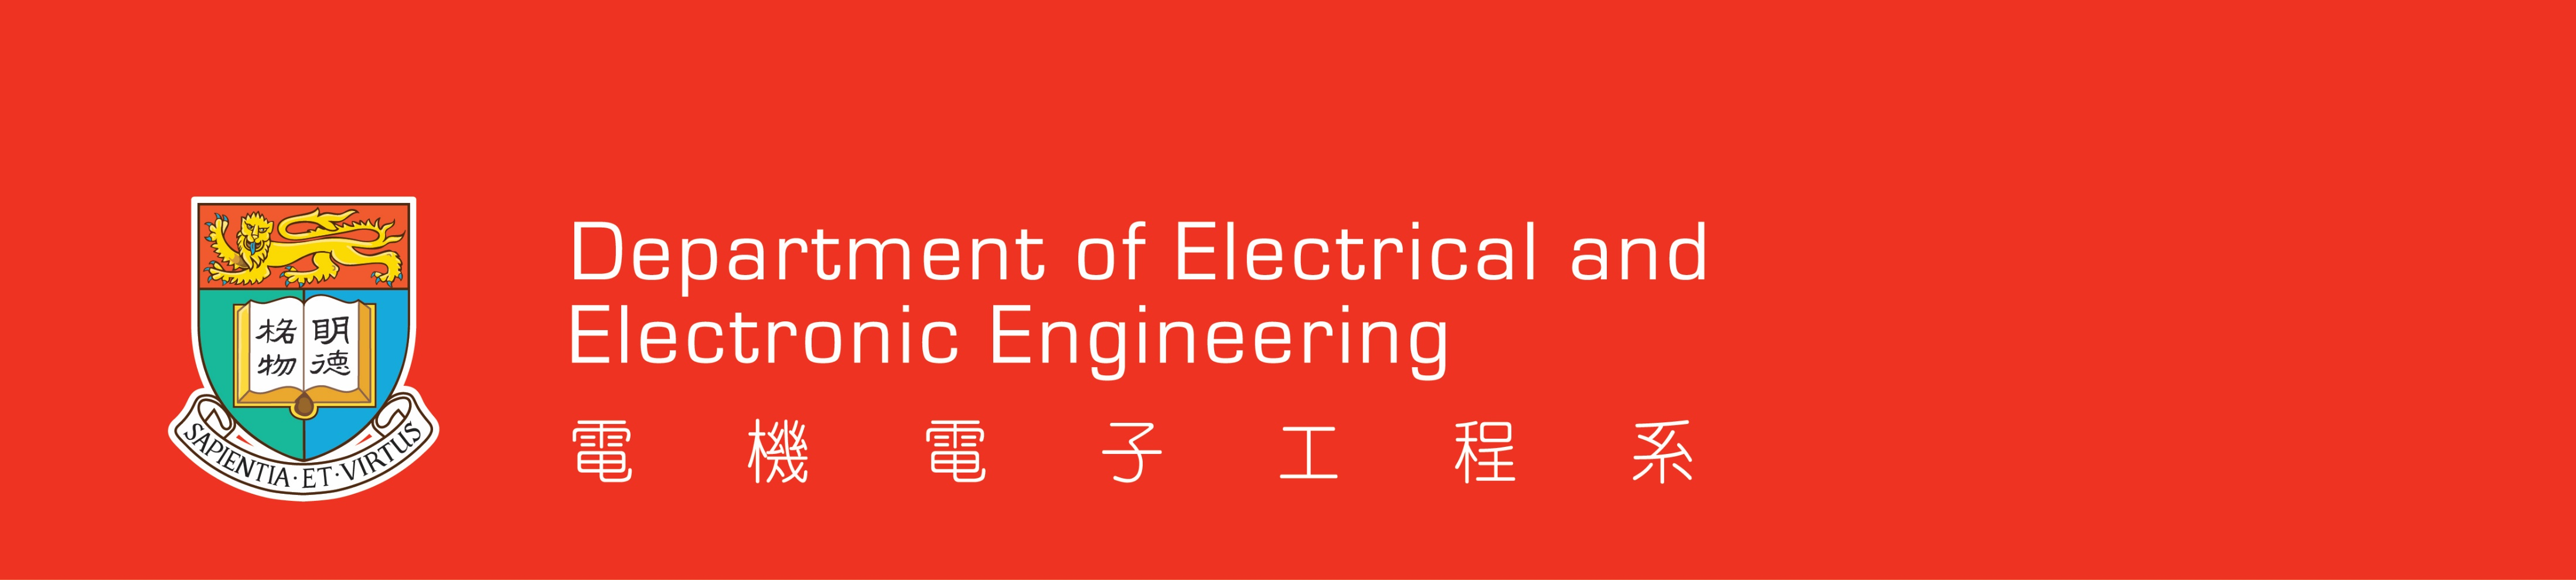 Department of Electrical and
Electronic Engineering
電機電子工程系
明德
格物
SAPIENTIA·ET·VIRTUS